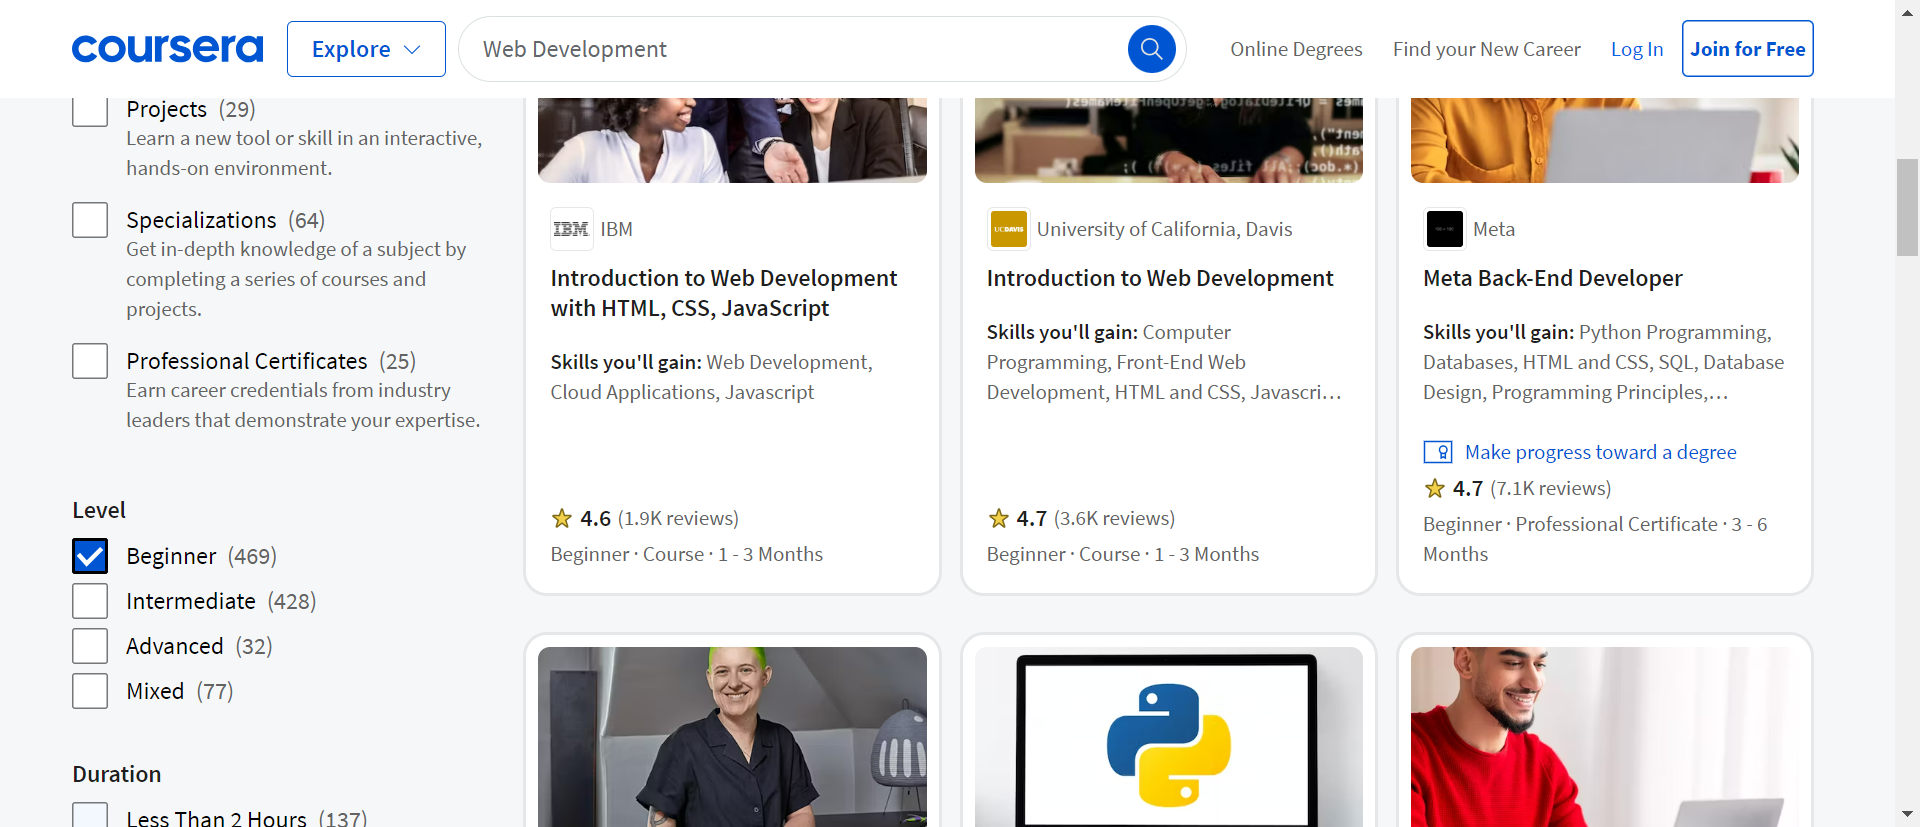 coursera
Explore
Web Development
Online Degrees
Find your New Career
Log In
Join for Free
Projects (29)
Learn a new tool or skill in an interactive,
hands-on environment.
Specializations (64)
Get in-depth knowledge of a subject by
completing a series of courses and
projects.
Professional Certificates (25)
Earn career credentials from industry
leaders that demonstrate your expertise.
Level
Beginner (469)
Intermediate (428)
Advanced (32)
Mixed (77)
Duration
Less Than 2 Hours (137)
IBM IBM
Introduction to Web Development
with HTML, CSS, JavaScript
Skills you'll gain: Web Development,
Cloud Applications, Javascript
4.6 (1.9K reviews)
Beginner · Course · 1 - 3 Months
UCDAVIS University of California, Davis
Introduction to Web Development
Skills you'll gain: Computer
Programming, Front-End Web
Development, HTML and CSS, Javascri...
4.7 (3.6K reviews)
Beginner · Course · 1 - 3 Months
Meta
Meta Back-End Developer
Skills you'll gain: Python Programming,
Databases, HTML and CSS, SQL, Database
Design, Programming Principles,...
Make progress toward a degree
4.7 (7.1K reviews)
Beginner · Professional Certificate · 3 - 6
Months